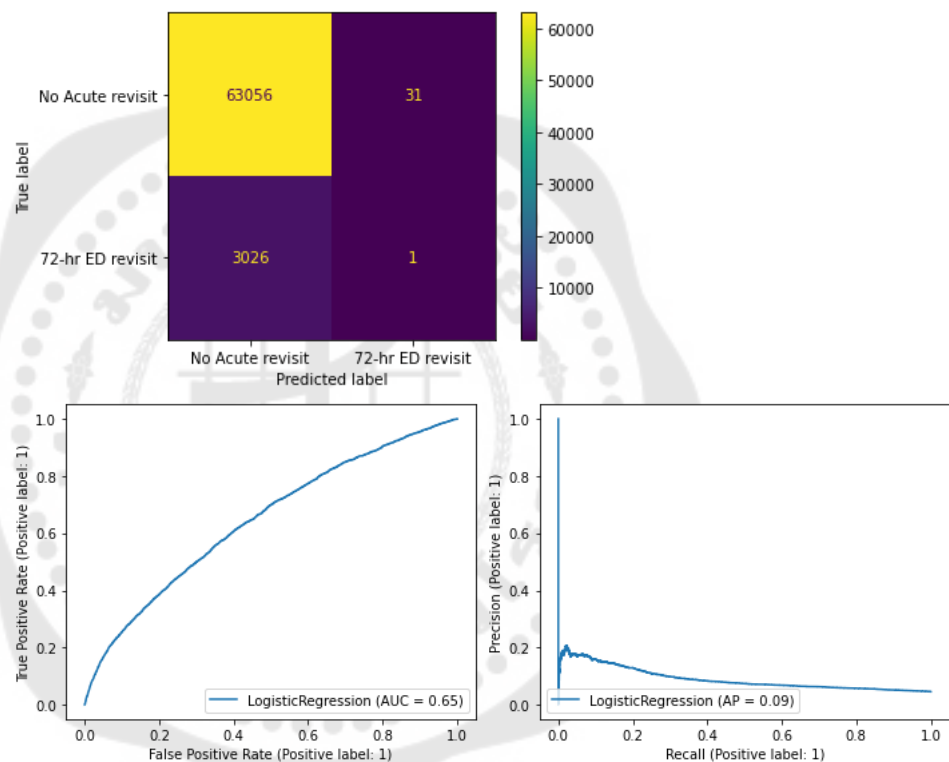 60000
No Acute revisit
63056
31
50000
40000
True label
30000
20000
72-hr ED revisit
3026
1
10000
No Acute revisit
72-hr ED revisit
Predicted label
True Positive Rate (Positive label: 1)
1.0
0.8
0.6
0.4
0.2
0.0
LogisticRegression (AUC = 0.65)
0.0
0.2
0.4
0.6
0.8
1.0
False Positive Rate (Positive label: 1)
Precision (Positive label: 1)
1.0
0.8
0.6
0.4
0.2
0.0
LogisticRegression (AP = 0.09)
0.0
0.2
0.4
0.6
0.8
1.0
Recall (Positive label: 1)